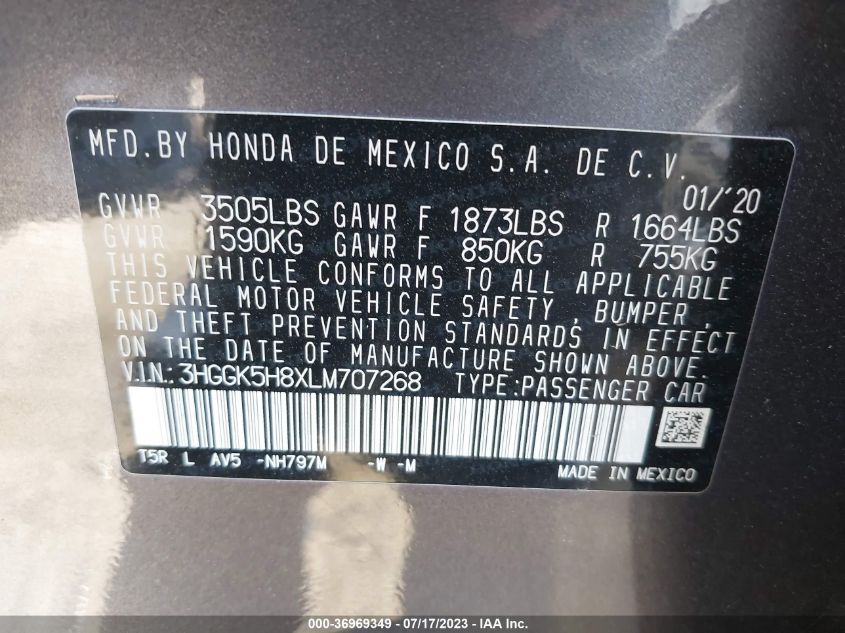 MFD.BY HONDA DE MEXICO S.A. DE C.V.
01/'20
GVWR 3505LBS GAWR F 1873LBS R 1664LBS
GVWR 1590KG GAWR F 850KG R 755KG
THIS VEHICLE CONFORMS TO ALL APPLICABLE
FEDERAL MOTOR VEHICLE SAFETY , BUMPER ,
AND THEFT PREVENTION STANDARDS IN EFFECT
ON THE DATE OF MANUFACTURE SHOWN ABOVE.
V.I.N.: 3HGGK5H8XLM707268 TYPE:PASSENGER CAR
T5R L AV5 -NH797M -W -M
MADE IN MEXICO
000-36969349 - 07/17/2023 - IAA Inc.